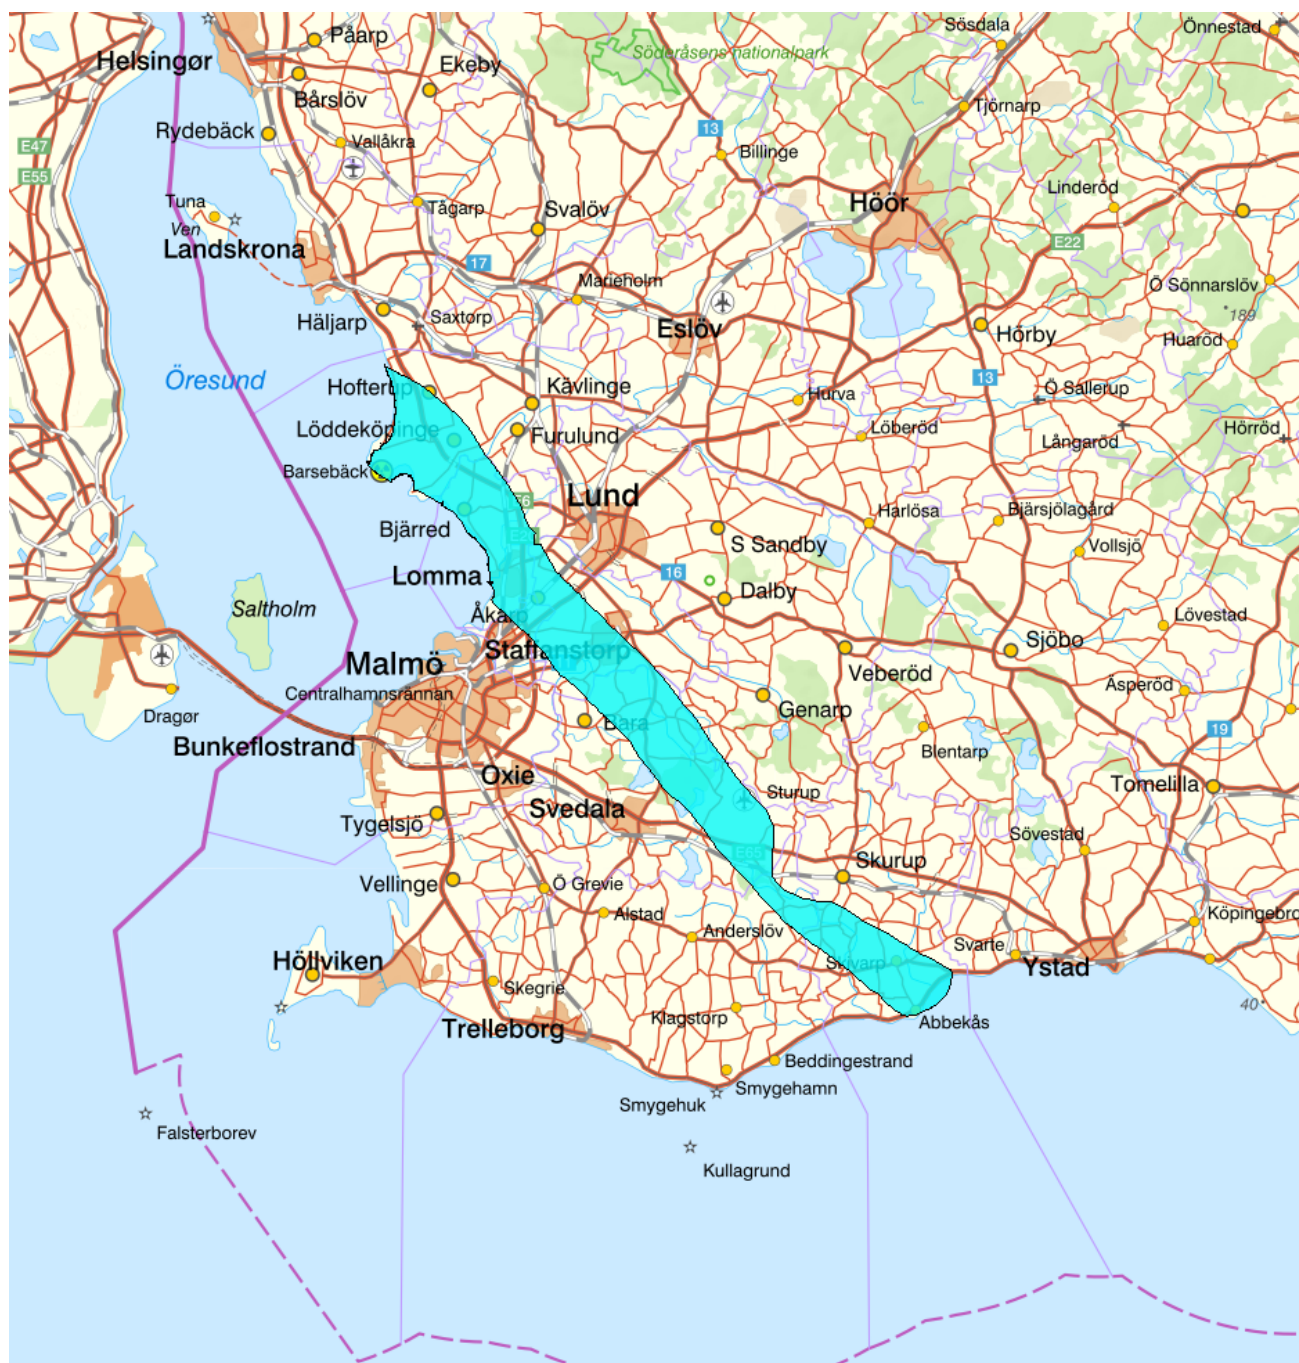 Påarp
Sösdala
Önnestad
Helsingør
Söderåsens nationalpark
Ekeby
Bårslöv
Tjörnarp
Rydebäck
13
E47
Vallåkra
Billinge
E55
Linderöd
Tuna
Tågarp
Svalöv
Höör
Ven
Landskrona
E22
17
Marieholm
Ö Sönnarslöv
Häljarp
Saxtorp
Eslöv
Hörby
189
Huaröd
Öresund
Hofterup
Kävlinge
13
Ö Sallerup
Hurva
Löddeköpinge
Furulund
Löberöd
Långaröd
Hörröd
Barsebäck
Lund
E6
Harlösa
Bjärsjölagård
Bjärred
E20
S Sandby
Vollsjö
Lomma
16
Dalby
Saltholm
Åkarp
Lövestad
Staffanstorp
Sjöbo
Malmö
11
Veberöd
Centralhamnsrännan
Äsperöd
Dragør
Bara
Genarp
Blentarp
19
Bunkeflostrand
Oxie
Sturup
Tomelilla
Svedala
Tygelsjö
Sövestad
E65
Skurup
Vellinge
Ö Grevie
Alstad
Köpingebro
Anderslöv
Svarte
Höllviken
Skivarp
Ystad
Skegrie
40
Klagstorp
Trelleborg
Abbekås
Beddingestrand
Smygehamn
Smygehuk
Falsterborev
Kullagrund